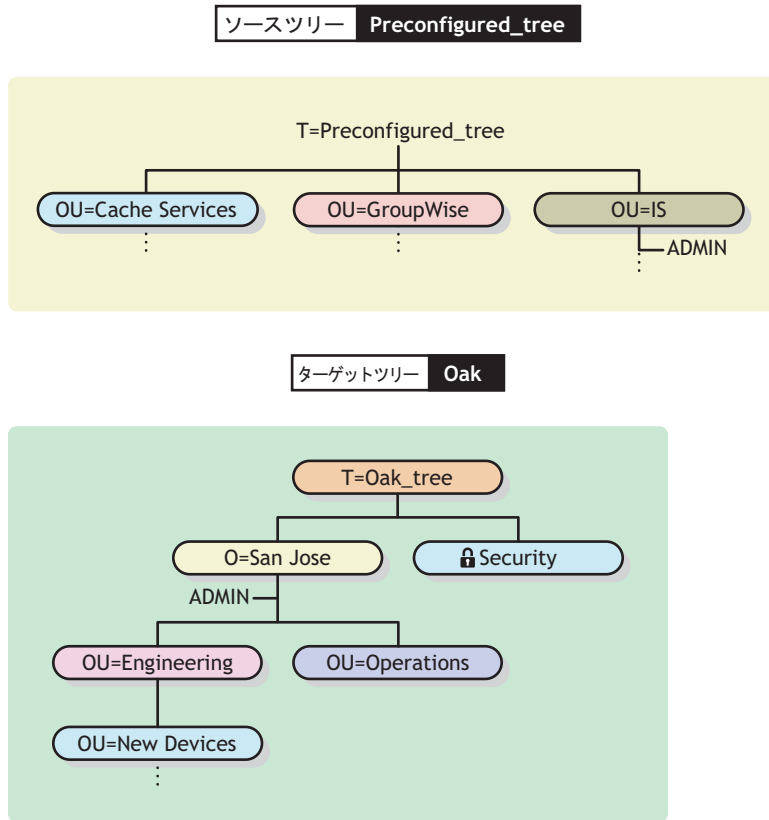 ソースツリー Preconfigured_tree
T=Preconfigured_tree
OU=Cache Services OU=GroupWise OU=IS
ADMIN
ターゲットツリー Oak
T=Oak_tree
O=San Jose Security
ADMIN
OU=Engineering OU=Operations
OU=New Devices